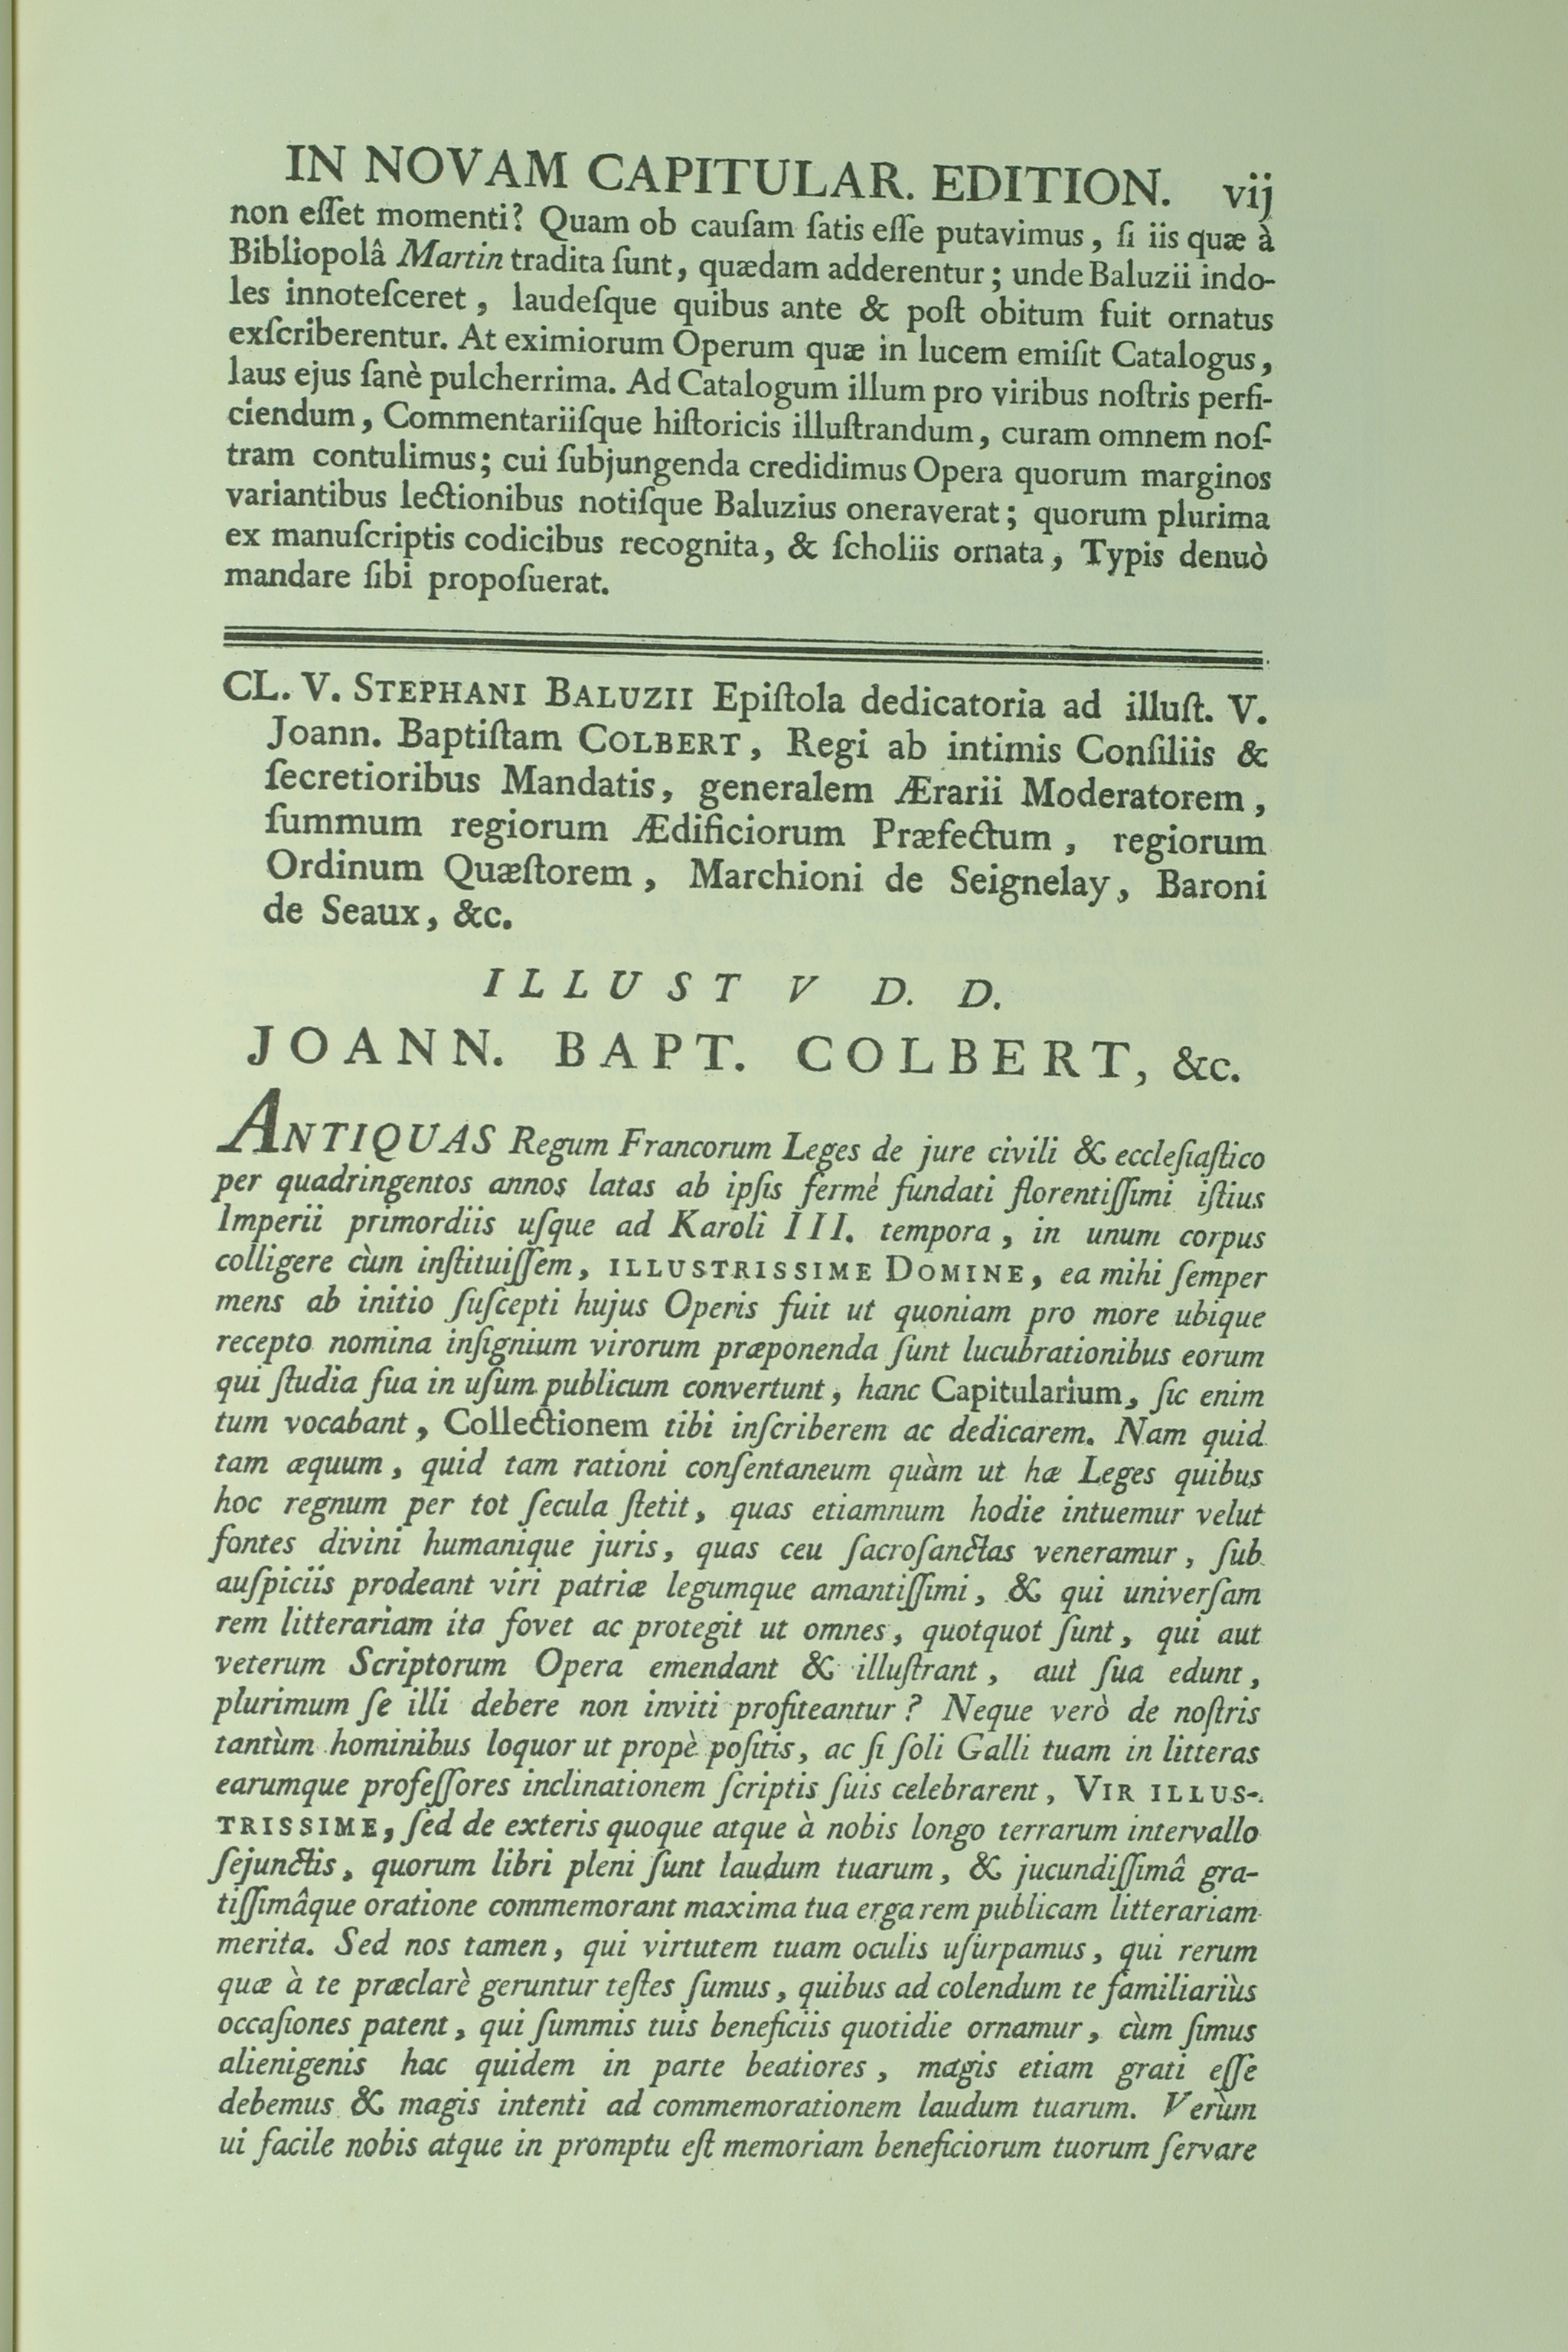 IN NOVAM CAPITULAR. EDITION. vij
non eſſet momenti? Quam ob cauſam ſatis eſſe putavimus, ſi iis quæ à
Bibliopolâ Martin tradita ſunt, quædam adderentur; unde Baluzii indo-
les innoteſceret, laudeſque quibus ante & poſt obitum fuit ornatus
exſcriberentur. At eximiorum Operum quæ in lucem emiſit Catalogus,
laus ejus ſanè pulcherrima. Ad Catalogum illum pro viribus noſtris perfi-
ciendum, Commentariiſque hiſtoricis illuſtrandum, curam omnem noſ-
tram contulimus; cui ſubjungenda credidimus Opera quorum marginos
variantibus lectionibus notiſque Baluzius oneraverat; quorum plurima
ex manuſcriptis codicibus recognita, & ſcholiis ornata, Typis denuò
mandare ſibi propoſuerat.
CL. V. STEPHANI BALUZII Epiſtola dedicatoria ad illuſt. V.
Joann. Baptiſtam COLBERT, Regi ab intimis Conſiliis &
ſecretioribus Mandatis, generalem Ærarii Moderatorem,
ſummum regiorum Ædificiorum Præfectum, regiorum
Ordinum Quæſtorem, Marchioni de Seignelay, Baroni
de Seaux, &c.
ILLUST V D. D.
JOANN. BAPT. COLBERT, &c.
ANTIQUAS Regum Francorum Leges de jure civili & eccleſiaſtico
per quadringentos annos latas ab ipſis fermè fundati florentiſſimi iſtius
Imperii primordiis uſque ad Karoli III. tempora, in unum corpus
colligere cùm inſtituiſſem, ILLUSTRISSIME DOMINE, ea mihi ſemper
mens ab initio ſuſcepti hujus Operis fuit ut quoniam pro more ubique
recepto nomina inſignium virorum præponenda ſunt lucubrationibus eorum
qui ſtudia ſua in uſum publicum convertunt, hanc Capitularium, ſic enim
tum vocabant, Collectionem tibi inſcriberem ac dedicarem. Nam quid
tam æquum, quid tam rationi conſentaneum quàm ut hæ Leges quibus
hoc regnum per tot ſecula ſtetit, quas etiamnum hodie intuemur velut
fontes divini humanique juris, quas ceu ſacroſanctas veneramur, ſub
auſpiciis prodeant viri patriæ legumque amantiſſimi, & qui univerſam
rem litterariam ita fovet ac protegit ut omnes, quotquot ſunt, qui aut
veterum Scriptorum Opera emendant & illuſtrant, aut ſua edunt,
plurimum ſe illi debere non inviti profiteantur? Neque verò de noſtris
tantùm hominibus loquor ut propè poſitis, ac ſi ſoli Galli tuam in litteras
earumque profeſſores inclinationem ſcriptis ſuis celebrarent, VIR ILLUS-
TRISSIME, ſed de exteris quoque atque à nobis longo terrarum intervallo
ſejunctis, quorum libri pleni ſunt laudum tuarum, & jucundiſſimâ gra-
tiſſimâque oratione commemorant maxima tua erga rem publicam litterariam
merita. Sed nos tamen, qui virtutem tuam oculis uſurpamus, qui rerum
quæ à te præclarè geruntur teſtes ſumus, quibus ad colendum te familiariùs
occaſiones patent, qui ſummis tuis beneficiis quotidie ornamur, cùm ſimus
alienigenis hac quidem in parte beatiores, magis etiam grati eſſe
debemus & magis intenti ad commemorationem laudum tuarum. Verùm
ui facile nobis atque in promptu eſt memoriam beneficiorum tuorum ſervare